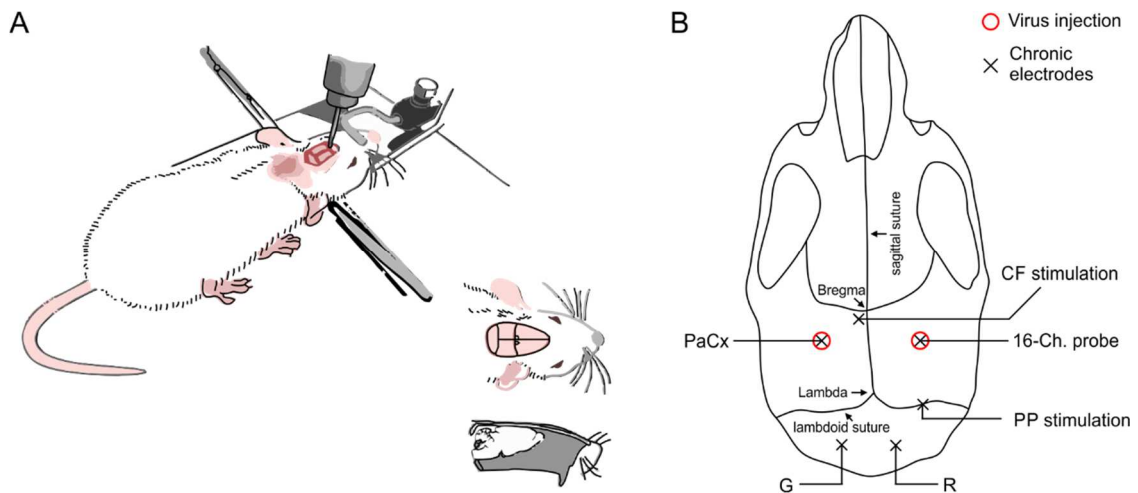 A
B
Virus injection
Chronic
electrodes
sagittal suture
CF stimulation
Bregma
PaCx
16-Ch. probe
Lambda
lambdoid suture
PP stimulation
G
R